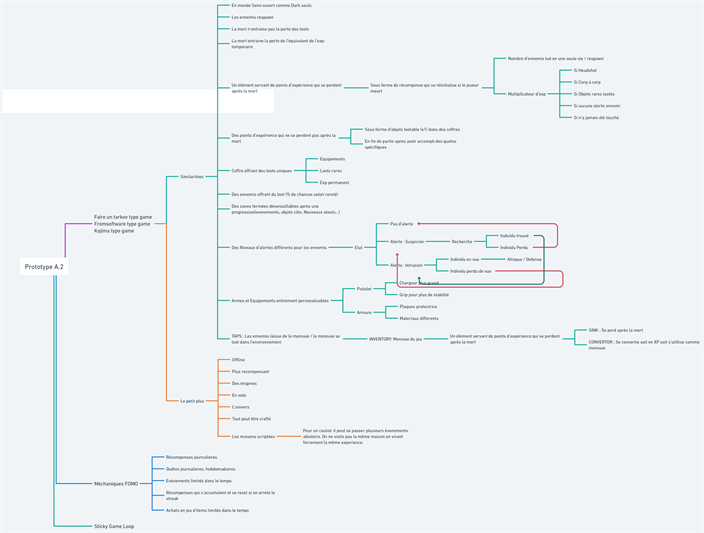 En monde Semi ouvert comme Dark souls
Les ennemis respawn
La mort n'entraine pas la perte des loots
La mort entraine la perte de l'équivalent de l'exp-
temporaire
Un élément servant de points d'expérience qui se perdent
après la mort
Sous forme de récompense qui se réinitialise si le joueur
meurt
Nombre d'ennemis tué en une seule vie / respawn
Multiplicateur d'exp
Si Headshot
Si Corp à corp
Si Objets rares lootés
Si aucune alerte ennemi
Si n'a jamais été touché
Des points d'expérience qui ne se perdent pas après la
mort
Sous forme d'objets lootable (x1) dans des coffres
En fin de partie apres avoir accompli des quetes
spécifiques
Coffre offrant des loots uniques
Equipements
Loots rares
Exp permanent
Similaritées
Des ennemis offrant du loot (% de chances selon rareté)
Des zones fermées déverouillables après une
progression(evenements, objets clés, Nouveaux atouts...)
Faire un tarkov type game
Fromsoftware type game
Kojima type game
Des Niveaux d'alertes différents pour les ennemis
Etat
Pas d'alerte
Alerte : Suspicion
Recherche
Individu trouvé
Individu Perdu
Alerte : Intrusion
Individu en vue
Attaque / Defense
Individu perdu de vue
Prototype A.2
Armes et Equipements entirement personalisables
Pistolet
Chargeur plus grand
Grip pour plus de stabilité
Armure
Plaques protectrice
Materiaux differents
TAPS : Les ennemis laisse de la monnaie / la monnaie se
loot dans l'environnement
INVENTORY: Monnaie du jeu
Un élément servant de points d'expérience qui se perdent
après la mort
SINK : Se perd après la mort
CONVERTOR : Se convertie soit en XP soit s'utilise comme
monnaie
Le petit plus
Offline
Plus recompensant
Des énigmes
En solo
L'univers
Tout peut être crafté
Les maisons scriptées
Pour un couloir il peut se passer plusieurs évenements
aléatoire. On ne visite pas la même maison en vivant
forcement la même experience.
Méchaniques FOMO
Récompenses journalieres
Quêtes journalieres, hebdomadaires
Evénements limités dans le temps
Récompenses qui s'accumulent et se reset si on arrete le
streak
Achats en jeu d'items limités dans le temps
Sticky Game Loop